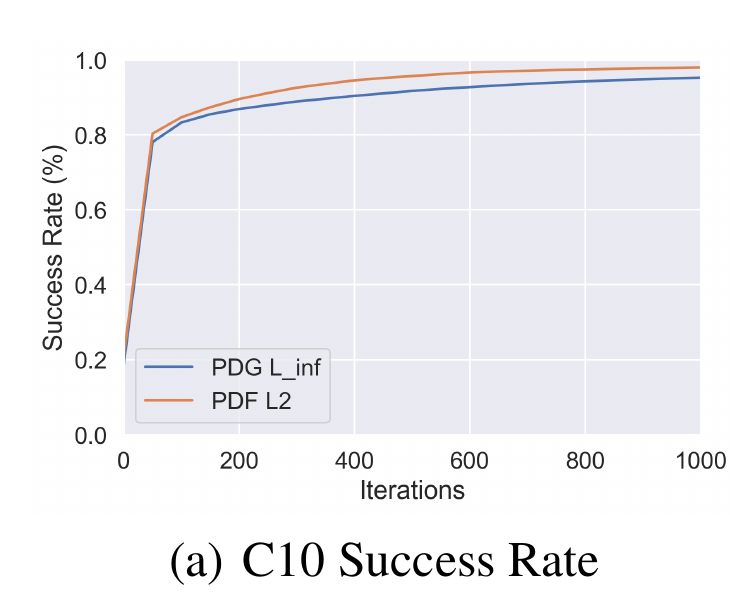 1.0
0.8
0.6
0.4
0.2
0.0
Success Rate (%)
PDG L_inf
PDF L2
0 200 400 600 800 1000
Iterations
(a) C10 Success Rate